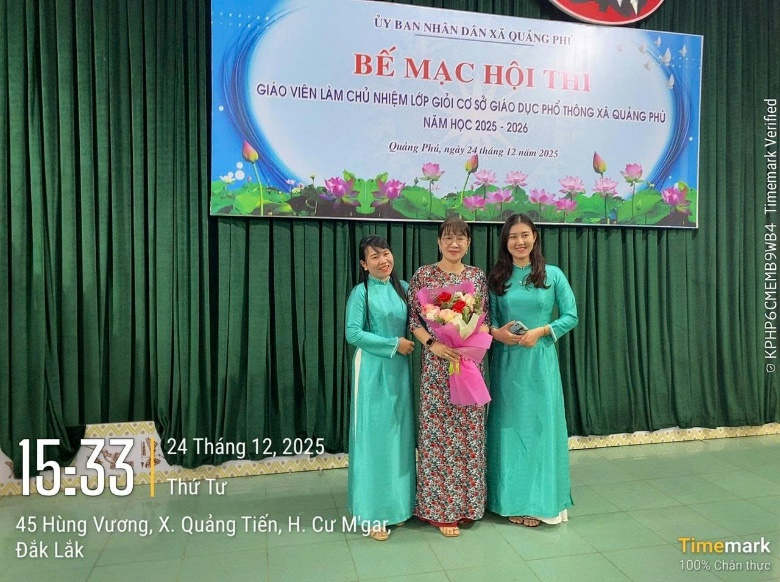 ỦY BAN NHÂN DÂN XÃ QUẢNG PHÚ
BẾ MẠC HỘI THI
GIÁO VIÊN LÀM CHỦ NHIỆM LỚP GIỎI CƠ SỞ GIÁO DỤC PHỔ THÔNG XÃ QUẢNG PHÚ
NĂM HỌC 2025 - 2026
Quảng Phú, ngày 24 tháng 12 năm 2025
15:33
24 Tháng 12, 2025
Thứ Tư
45 Hùng Vương, X. Quảng Tiến, H. Cư M'gar,
Đắk Lắk
Timemark
100% Chân thực
© KPHP6CMEMB9WB4 Timemark Verified